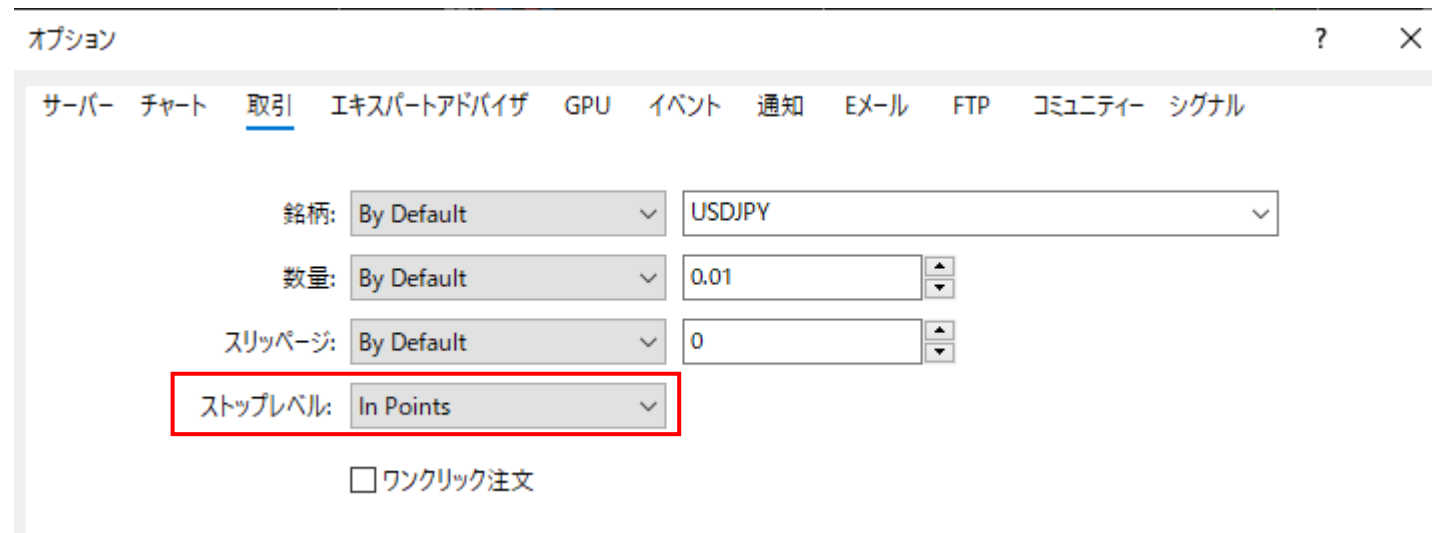 オプション ?
サーバー チャート 取引 エキスパートアドバイザ GPU イベント 通知 Eメール FTP コミュニティー シグナル
銘柄: By Default USDJPY
数量: By Default 0.01
スリッページ: By Default 0
ストップレベル: In Points
ワンクリック注文